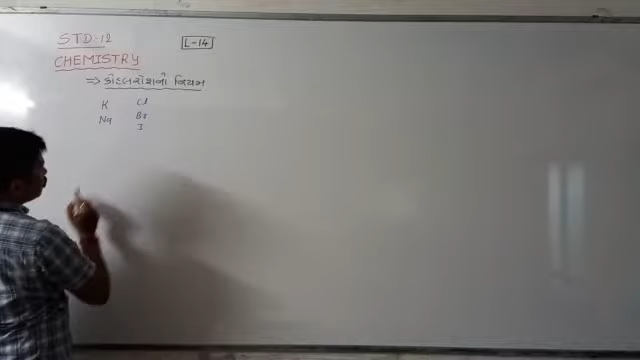 STD-12
L-14
CHEMISTRY
⇒ કોહલરોશનો નિયમ
K Cl
Na Br
I